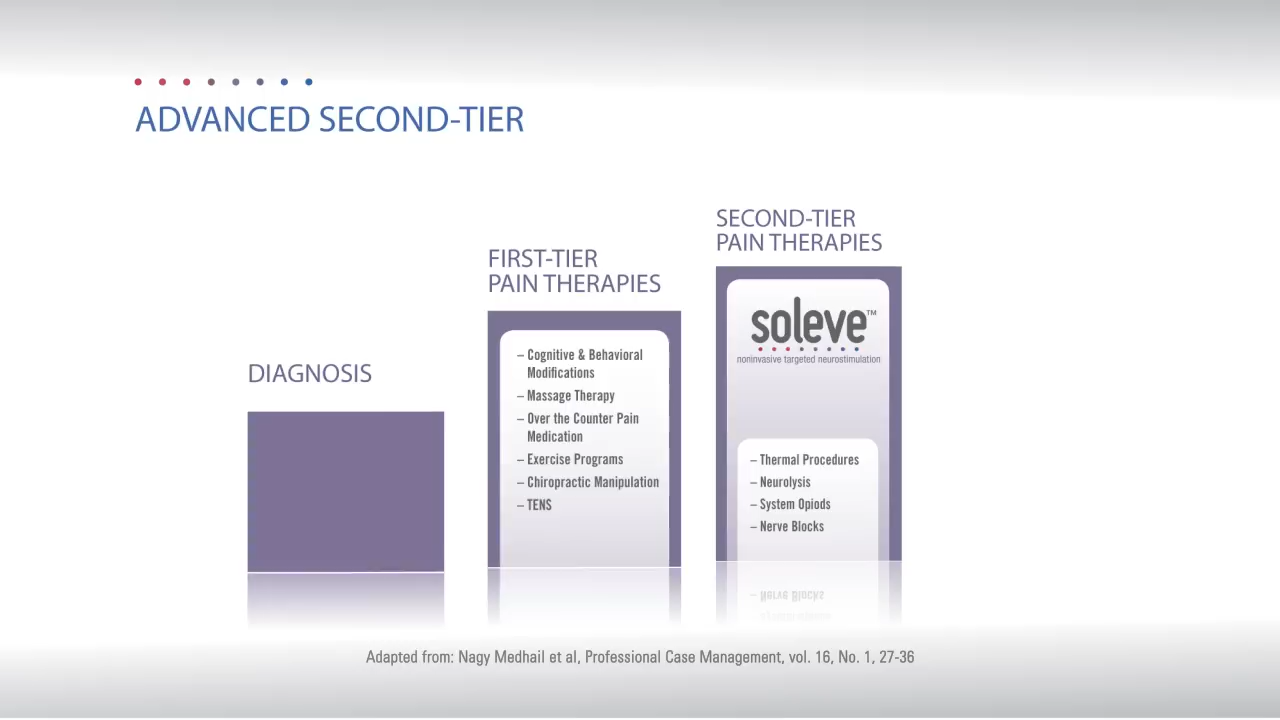 ADVANCED SECOND-TIER
DIAGNOSIS
FIRST-TIER
PAIN THERAPIES
– Cognitive & Behavioral
Modifications
– Massage Therapy
– Over the Counter Pain
Medication
– Exercise Programs
– Chiropractic Manipulation
– TENS
SECOND-TIER
PAIN THERAPIES
soleve™
noninvasive targeted neurostimulation
– Thermal Procedures
– Neurolysis
– System Opiods
– Nerve Blocks
Adapted from: Nagy Medhail et al, Professional Case Management, vol. 16, No. 1, 27-36